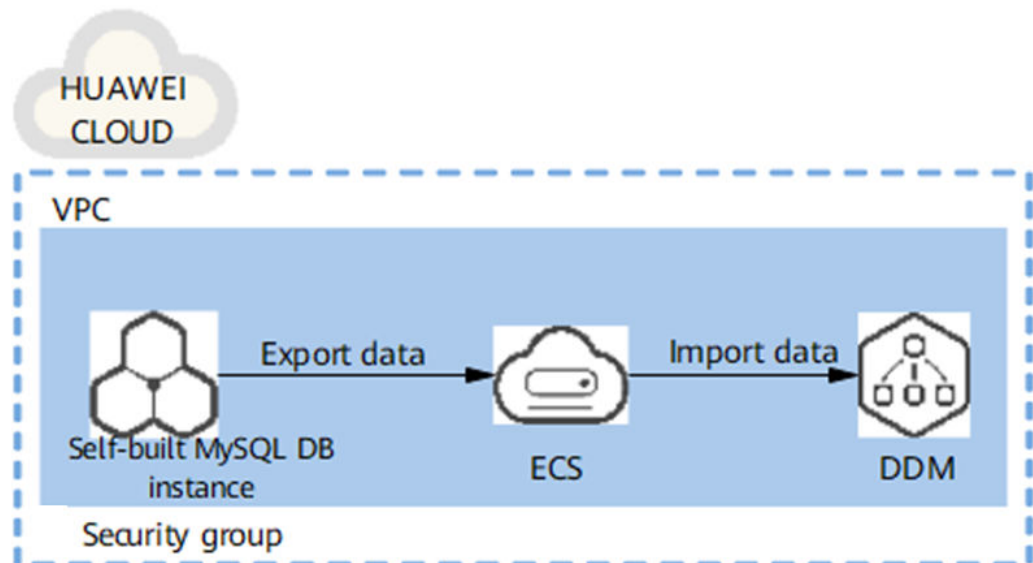 HUAWEI
CLOUD
VPC
Export data
Import data
Self-built MySQL DB
instance
ECS
DDM
Security group